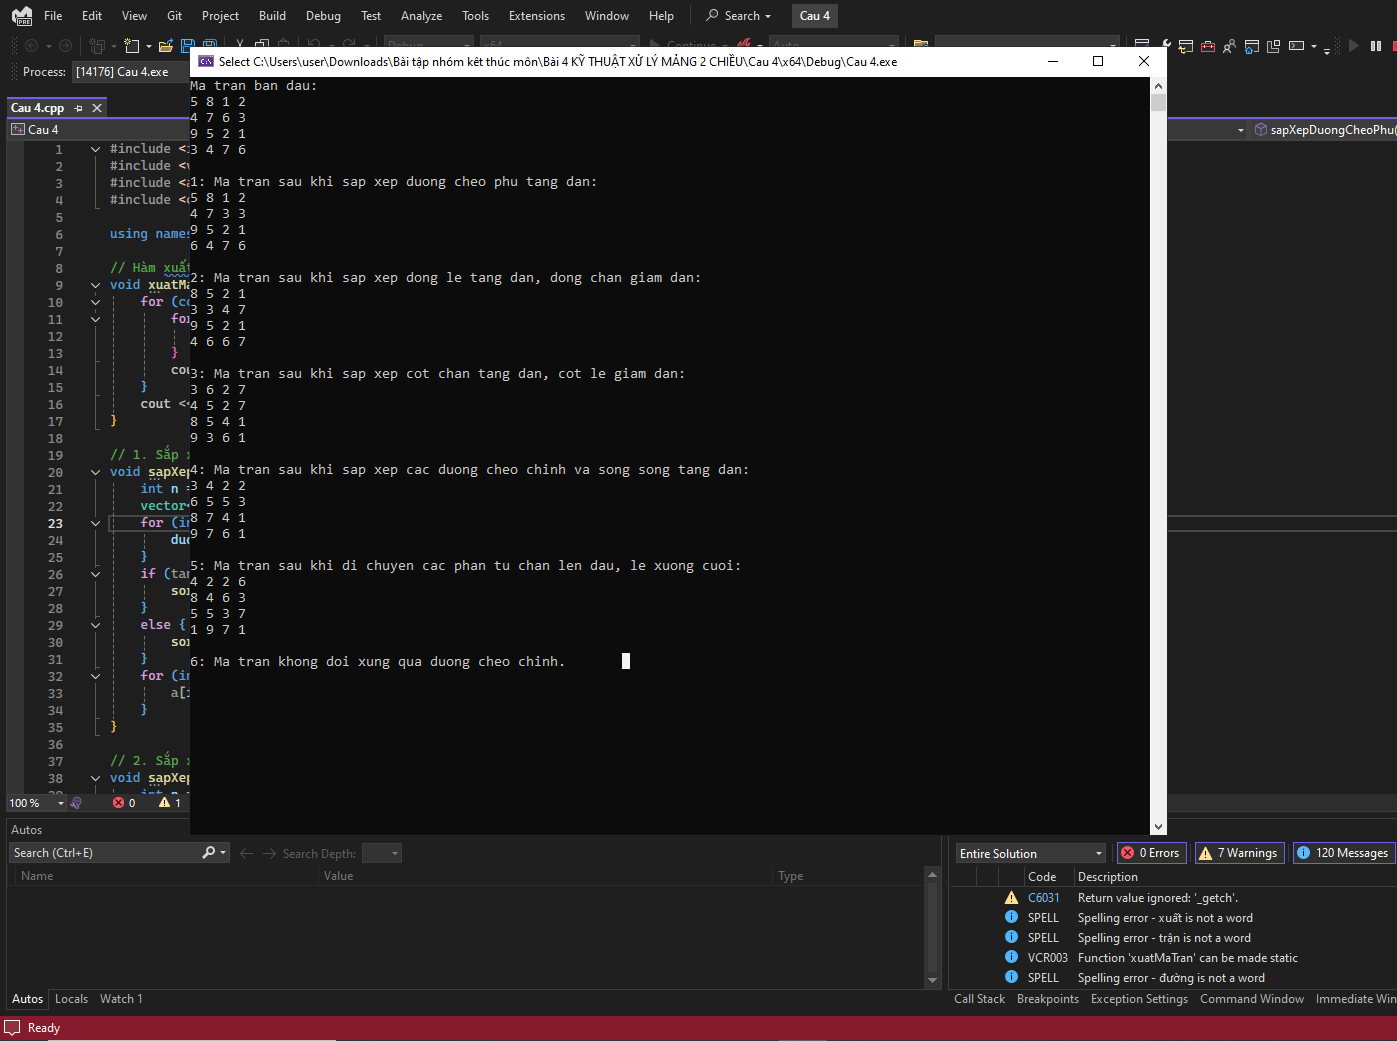 File Edit View Git Project Build Debug Test Analyze Tools Extensions Window Help Search Cau 4
Process: [14176] Cau 4.exe
Select C:\Users\user\Downloads\Bài tập nhóm kết thúc môn\Bài 4 KỸ THUẬT XỬ LÝ MẢNG 2 CHIỀU\Cau 4\x64\Debug\Cau 4.exe
Cau 4.cpp
Cau 4
sapXepDuongCheoPhu(
1 #include <
2 #include <
3 #include <
4 #include <
5
6 using names
7
8 // Hàm xuất
9 void xuatMa
10 for (co
11 for
12
13 }
14 cou
15 }
16 cout <<
17 }
18
19 // 1. Sắp x
20 void sapXep
21 int n =
22 vector<
23 for (in
24 duo
25 }
26 if (tan
27 sor
28 }
29 else {
30 sor
31 }
32 for (in
33 a[i
34 }
35 }
36
37 // 2. Sắp x
38 void sapXep
Ma tran ban dau:
5 8 1 2
4 7 6 3
9 5 2 1
3 4 7 6
1: Ma tran sau khi sap xep duong cheo phu tang dan:
5 8 1 2
4 7 3 3
9 5 2 1
6 4 7 6
2: Ma tran sau khi sap xep dong le tang dan, dong chan giam dan:
8 5 2 1
3 3 4 7
9 5 2 1
4 6 6 7
3: Ma tran sau khi sap xep cot chan tang dan, cot le giam dan:
3 6 2 7
4 5 2 7
8 5 4 1
9 3 6 1
4: Ma tran sau khi sap xep cac duong cheo chinh va song song tang dan:
3 4 2 2
6 5 5 3
8 7 4 1
9 7 6 1
5: Ma tran sau khi di chuyen cac phan tu chan len dau, le xuong cuoi:
4 2 2 6
8 4 6 3
5 5 3 7
1 9 7 1
6: Ma tran khong doi xung qua duong cheo chinh.
100 % 0 1
Autos
Search (Ctrl+E) Search Depth:
Name Value Type
Autos Locals Watch 1
Entire Solution 0 Errors 7 Warnings 120 Messages
Code Description
C6031 Return value ignored: '_getch'.
SPELL Spelling error - xuất is not a word
SPELL Spelling error - trận is not a word
VCR003 Function 'xuatMaTran' can be made static
SPELL Spelling error - đường is not a word
Call Stack Breakpoints Exception Settings Command Window Immediate Win
Ready